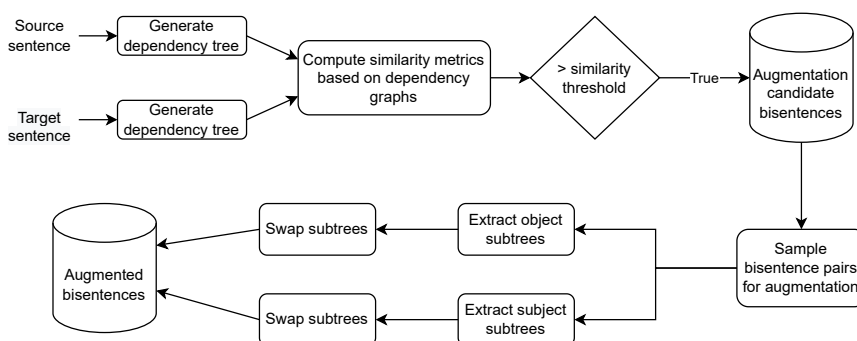 Source
sentence
Generate
dependency tree
Target
sentence
Generate
dependency tree
Compute similarity metrics
based on dependency
graphs
> similarity
threshold
True
Augmentation
candidate
bisentences
Sample
bisentence pairs
for augmentation
Extract object
subtrees
Swap subtrees
Extract subject
subtrees
Swap subtrees
Augmented
bisentences